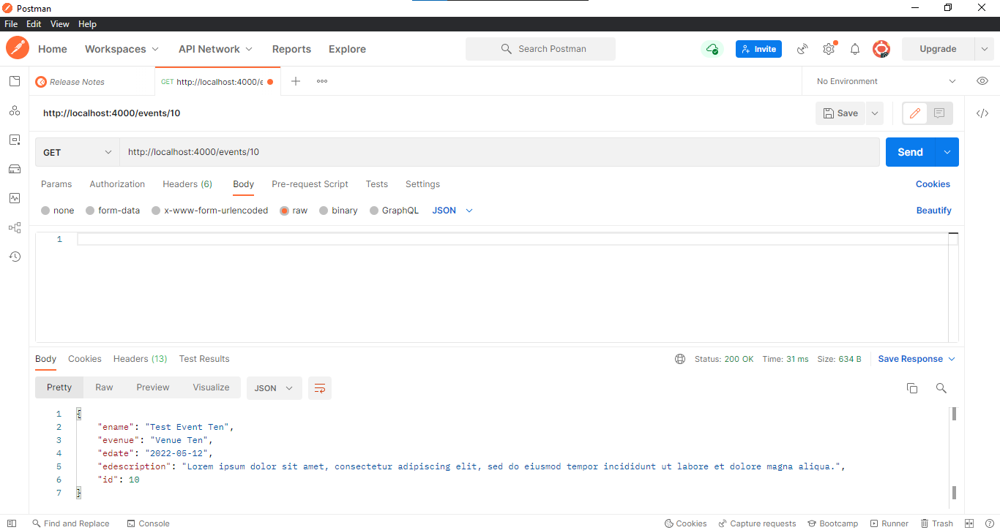 Postman
File Edit View Help
Home Workspaces API Network Reports Explore Search Postman Invite Upgrade
Release Notes GET http://localhost:4000/e No Environment
http://localhost:4000/events/10 Save
GET http://localhost:4000/events/10 Send
Params Authorization Headers (6) Body Pre-request Script Tests Settings Cookies
none form-data x-www-form-urlencoded raw binary GraphQL JSON Beautify
1
Body Cookies Headers (13) Test Results Status: 200 OK Time: 31 ms Size: 634 B Save Response
Pretty Raw Preview Visualize JSON
1 {
2 "ename": "Test Event Ten",
3 "evenue": "Venue Ten",
4 "edate": "2022-05-12",
5 "edescription": "Lorem ipsum dolor sit amet, consectetur adipiscing elit, sed do eiusmod tempor incididunt ut labore et dolore magna aliqua.",
6 "id": 10
7 }
Find and Replace Console Cookies Capture requests Bootcamp Runner Trash